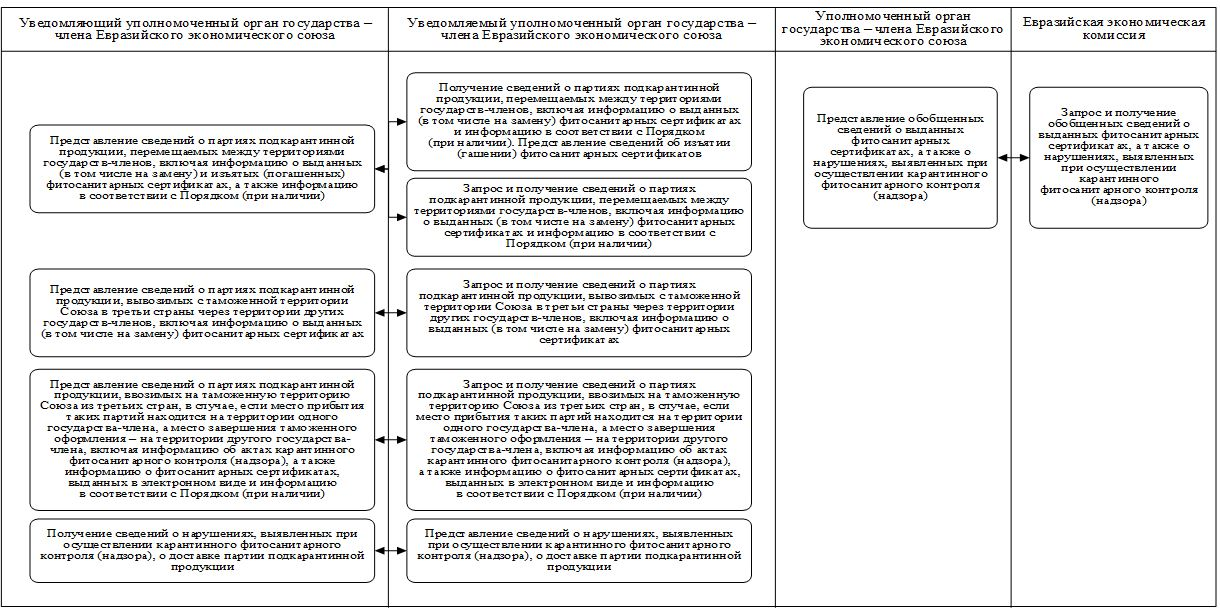 Уведомляющий уполномоченный орган государства –
члена Евразийского экономического союза
Уведомляемый уполномоченный орган государства –
члена Евразийского экономического союза
Уполномоченный орган
государства – члена Евразийского
экономического союза
Евразийская экономическая
комиссия
Представление сведений о партиях подкарантинной
продукции, перемещаемых между территориями
государств-членов, включая информацию о выданных
(в том числе на замену) и изъятых (погашенных)
фитосанитарных сертификатах, а также информацию
в соответствии с Порядком (при наличии)
Получение сведений о партиях подкарантинной
продукции, перемещаемых между территориями
государств-членов, включая информацию о выданных
(в том числе на замену) фитосанитарных сертификатах
и информацию в соответствии с Порядком
(при наличии). Представление сведений об изъятии
(гашении) фитосанитарных сертификатов
Запрос и получение сведений о партиях
подкарантинной продукции, перемещаемых между
территориями государств-членов, включая информацию
о выданных (в том числе на замену) фитосанитарных
сертификатах и информацию в соответствии с
Порядком (при наличии)
Представление обобщенных
сведений о выданных
фитосанитарных
сертификатах, а также о
нарушениях, выявленных при
осуществлении карантинного
фитосанитарного контроля
(надзора)
Запрос и получение
обобщенных сведений о
выданных фитосанитарных
сертификатах, а также о
нарушениях, выявленных
при осуществлении
карантинного
фитосанитарного контроля
(надзора)
Представление сведений о партиях подкарантинной
продукции, вывозимых с таможенной территории
Союза в третьи страны через территории других
государств-членов, включая информацию о выданных
(в том числе на замену) фитосанитарных сертификатах
Запрос и получение сведений о партиях
подкарантинной продукции, вывозимых с таможенной
территории Союза в третьи страны через территории
других государств-членов, включая информацию о
выданных (в том числе на замену) фитосанитарных
сертификатах
Представление сведений о партиях подкарантинной
продукции, ввозимых на таможенную территорию
Союза из третьих стран, в случае, если место прибытия
таких партий находится на территории одного
государства-члена, а место завершения таможенного
оформления – на территории другого государства-
члена, включая информацию об актах карантинного
фитосанитарного контроля (надзора), а также
информацию о фитосанитарных сертификатах,
выданных в электронном виде и информацию
в соответствии с Порядком (при наличии)
Запрос и получение сведений о партиях
подкарантинной продукции, ввозимых на таможенную
территорию Союза из третьих стран, в случае, если
место прибытия таких партий находится на территории
одного государства-члена, а место завершения
таможенного оформления – на территории другого
государства-члена, включая информацию об актах
карантинного фитосанитарного контроля (надзора),
а также информацию о фитосанитарных сертификатах,
выданных в электронном виде и информацию
в соответствии с Порядком (при наличии)
Получение сведений о нарушениях, выявленных при
осуществлении карантинного фитосанитарного
контроля (надзора), о доставке партии подкарантинной
продукции
Представление сведений о нарушениях, выявленных
при осуществлении карантинного фитосанитарного
контроля (надзора), о доставке партии подкарантинной
продукции